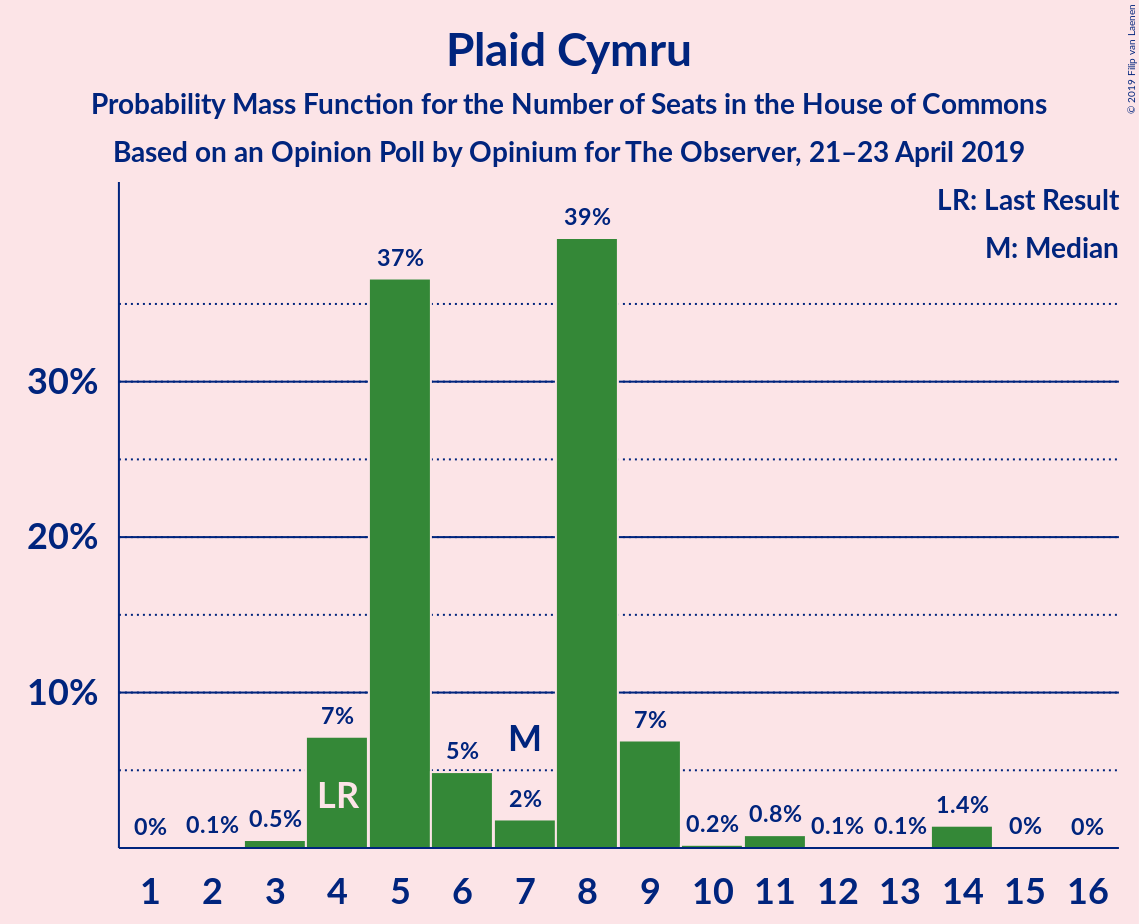 Plaid Cymru
Probability Mass Function for the Number of Seats in the House of Commons
Based on an Opinion Poll by Opinium for The Observer, 21–23 April 2019
© 2019 Filip van Laenen
LR: Last Result
M: Median
39%
37%
30%
20%
10%
7%
7%
M
5%
LR
2%
1.4%
0.8%
0.5%
0.2%
0.1%
0.1%
0.1%
0%
0%
0%
1 2 3 4 5 6 7 8 9 10 11 12 13 14 15 16